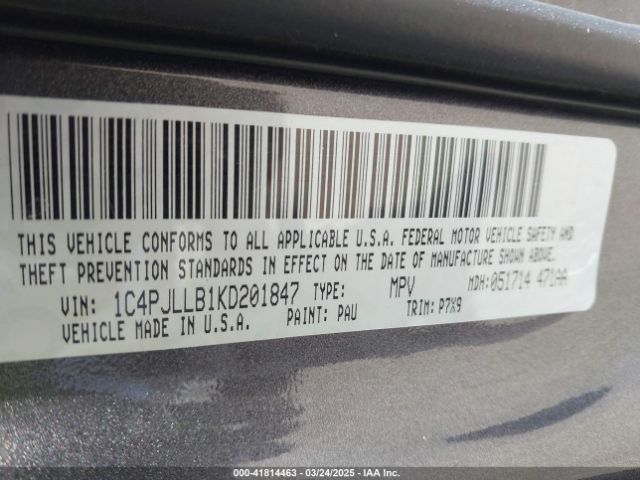 THIS VEHICLE CONFORMS TO ALL APPLICABLE U.S.A. FEDERAL MOTOR VEHICLE SAFETY AND
THEFT PREVENTION STANDARDS IN EFFECT ON THE DATE OF MANUFACTURE SHOWN ABOVE.
VIN: 1C4PJLLB1KD201847 TYPE: MPV MDH:051714 471AA
VEHICLE MADE IN U.S.A. PAINT: PAU TRIM: P7X9
000-41814463 - 03/24/2025 - IAA Inc.